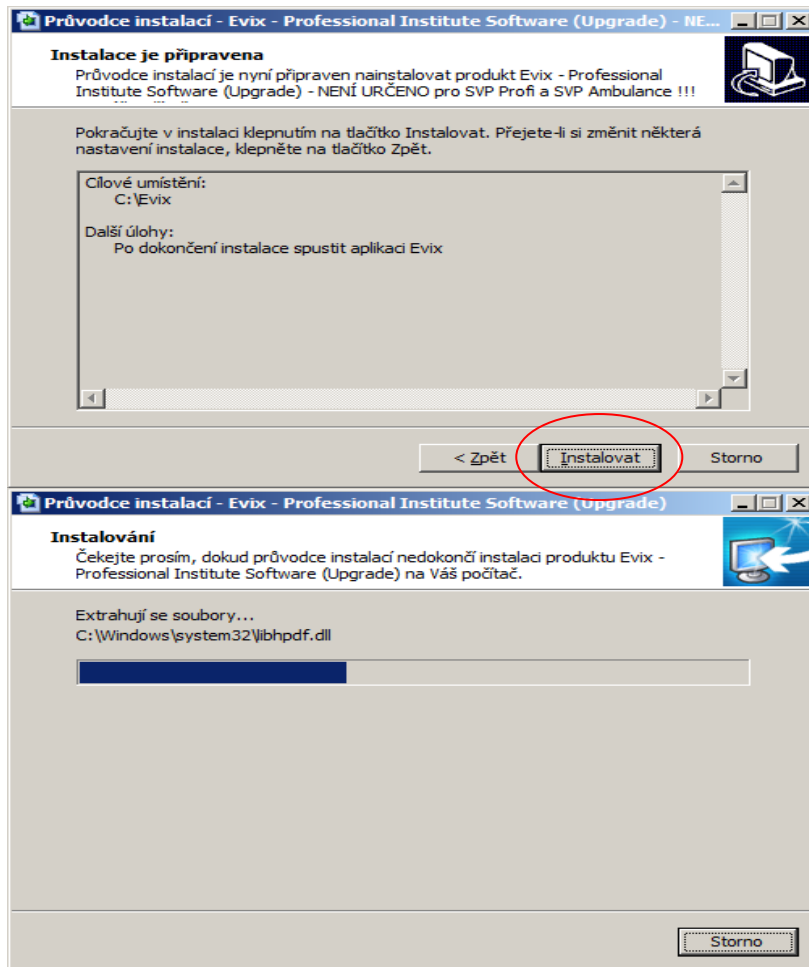 Průvodce instalací - Evix - Professional Institute Software (Upgrade) - NE...
Instalace je připravena
Průvodce instalací je nyní připraven nainstalovat produkt Evix - Professional
Institute Software (Upgrade) - NENÍ URČENO pro SVP Profi a SVP Ambulance !!!
Pokračujte v instalaci klepnutím na tlačítko Instalovat. Přejete-li si změnit některá
nastavení instalace, klepněte na tlačítko Zpět.
Cílové umístění:
C:\Evix
Další úlohy:
Po dokončení instalace spustit aplikaci Evix
< Zpět
Instalovat
Storno
Průvodce instalací - Evix - Professional Institute Software (Upgrade)
Instalování
Čekejte prosím, dokud průvodce instalací nedokončí instalaci produktu Evix -
Professional Institute Software (Upgrade) na Váš počítač.
Extrahují se soubory...
C:\Windows\system32\libhpdf.dll
Storno